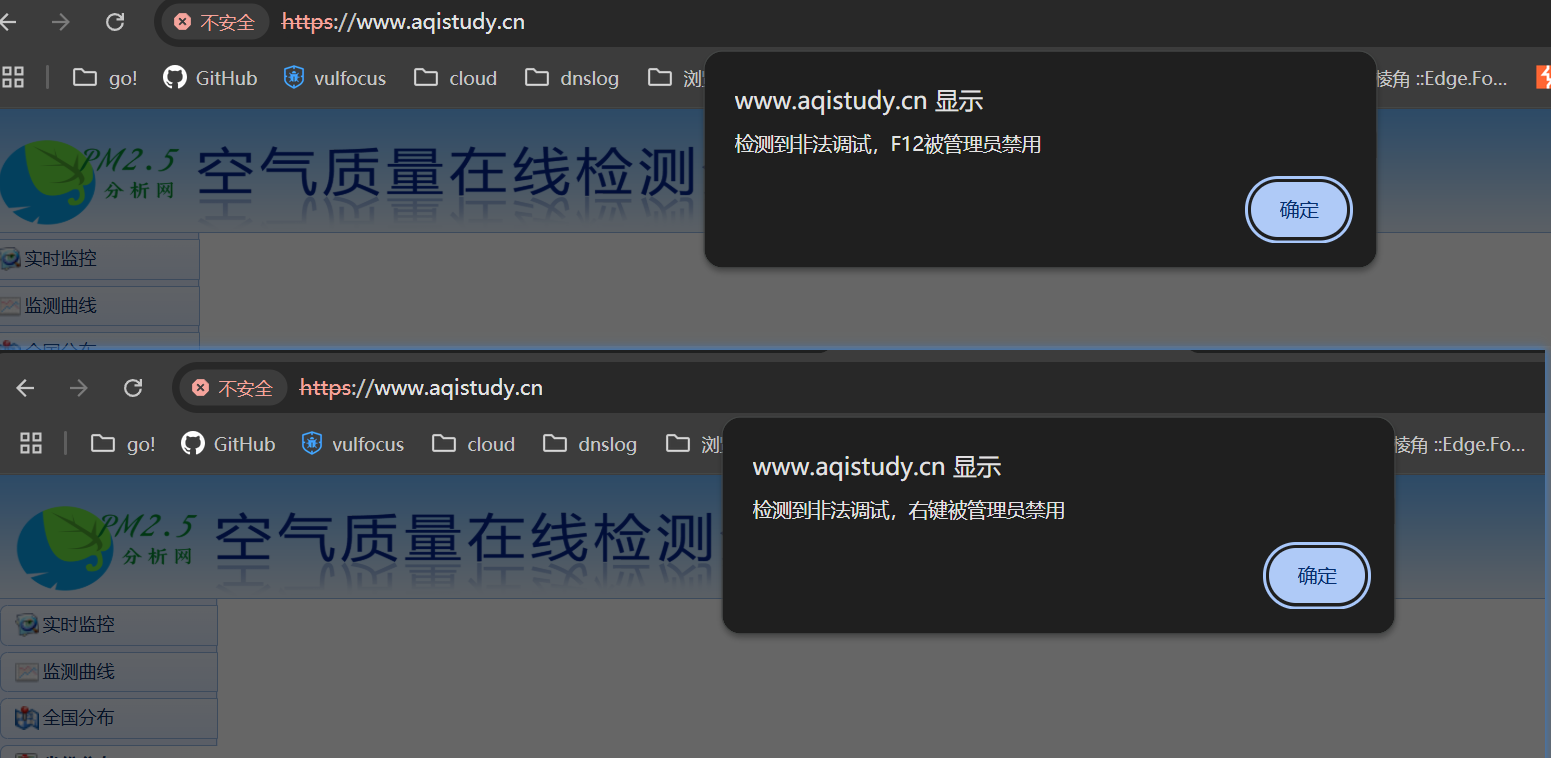 不安全 https://www.aqistudy.cn
go! GitHub vulfocus cloud dnslog 浏 棱角 ::Edge.Fo...
www.aqistudy.cn 显示
检测到非法调试，F12被管理员禁用
确定
PM2.5
分析网
空气质量在线检测
实时监控
监测曲线
全国分布
不安全 https://www.aqistudy.cn
go! GitHub vulfocus cloud dnslog 浏 棱角 ::Edge.Fo...
www.aqistudy.cn 显示
检测到非法调试，右键被管理员禁用
确定
PM2.5
分析网
空气质量在线检测
实时监控
监测曲线
全国分布